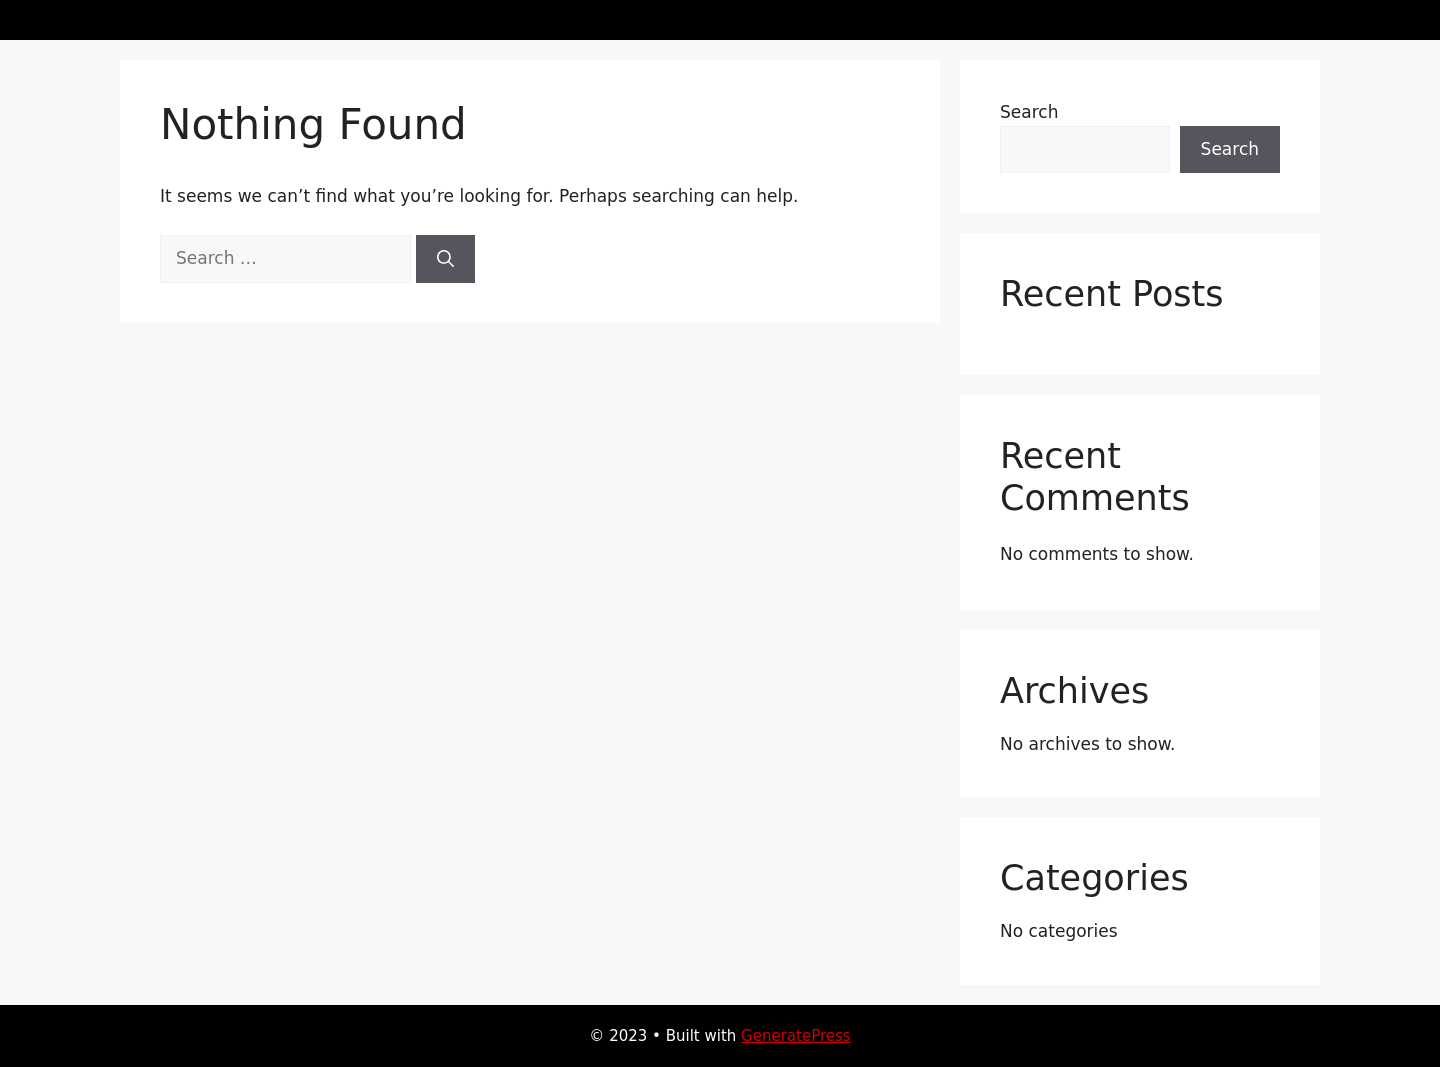 Nothing Found
It seems we can’t find what you’re looking for. Perhaps searching can help.
Search …
Search
Search
Recent Posts
Recent
Comments
No comments to show.
Archives
No archives to show.
Categories
No categories
© 2023 • Built with GeneratePress